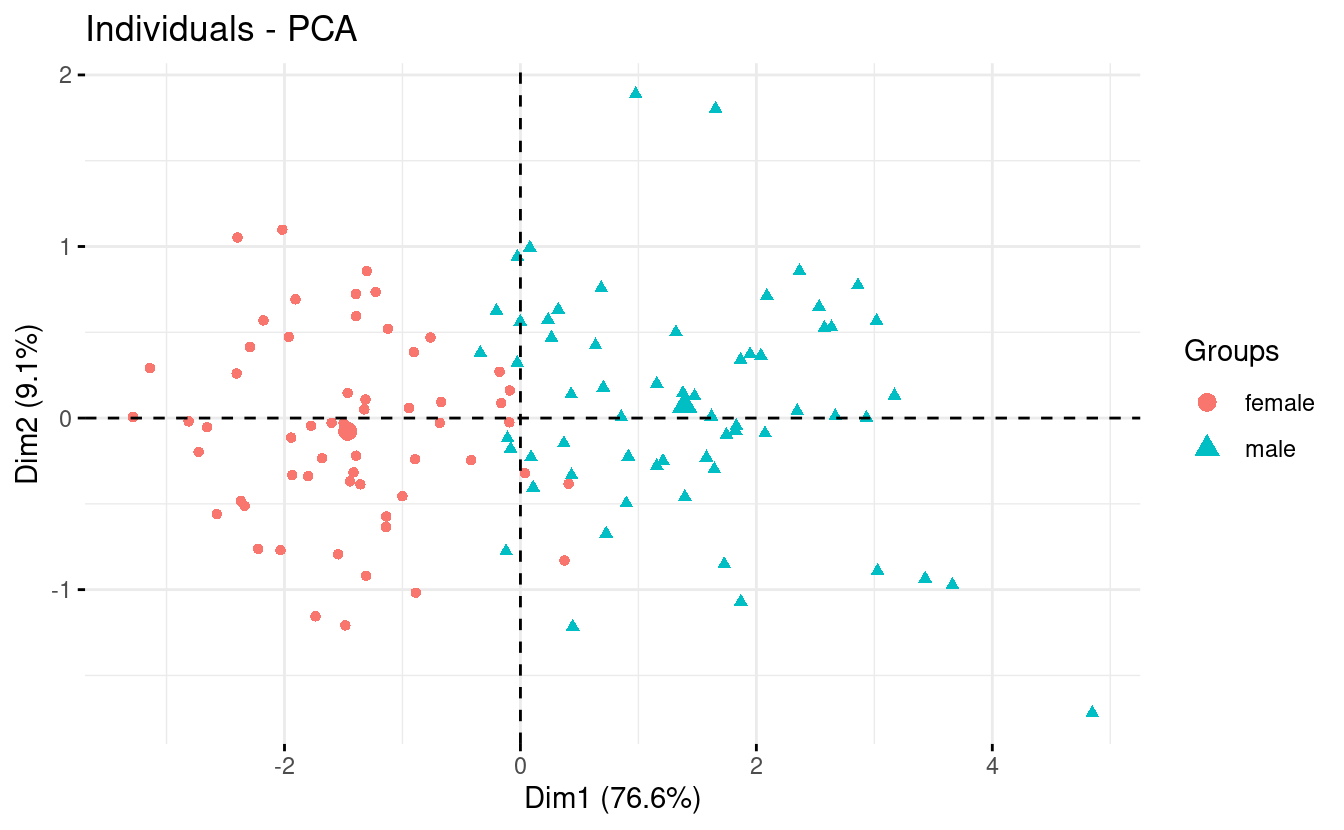 Individuals - PCA
2
1
0
-1
Dim2 (9.1%)
-2
0
2
4
Dim1 (76.6%)
Groups
female
male